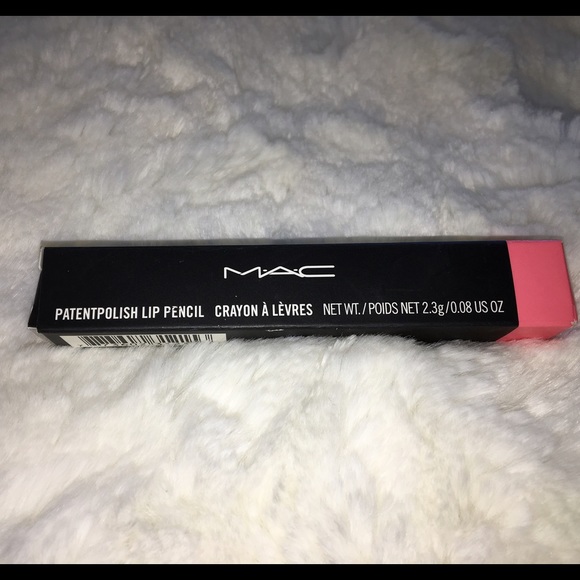 M·A·C
PATENTPOLISH LIP PENCIL CRAYON À LÈVRES NET WT./POIDS NET 2.3g/0.08 US OZ